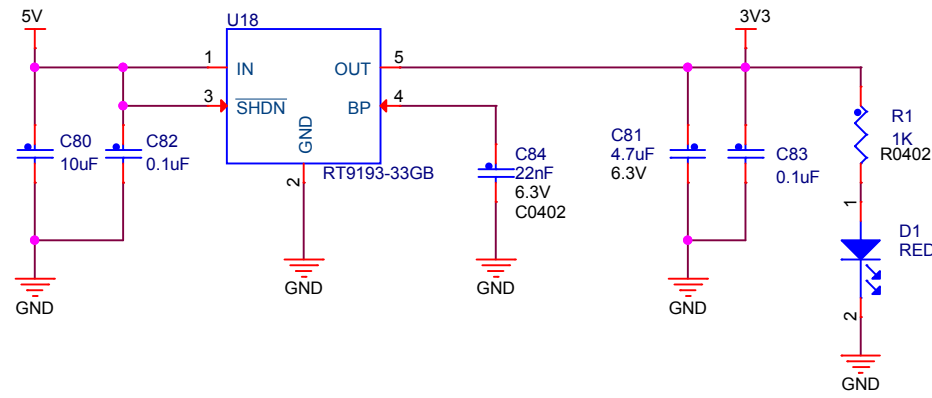 5V
U18
3V3
1
IN
OUT
5
3
SHDN
BP
4
GND
2
RT9193-33GB
C80
10uF
C82
0.1uF
C84
22nF
6.3V
C0402
C81
4.7uF
6.3V
C83
0.1uF
R1
1K
R0402
1
D1
RED
2
GND
GND
GND
GND
GND